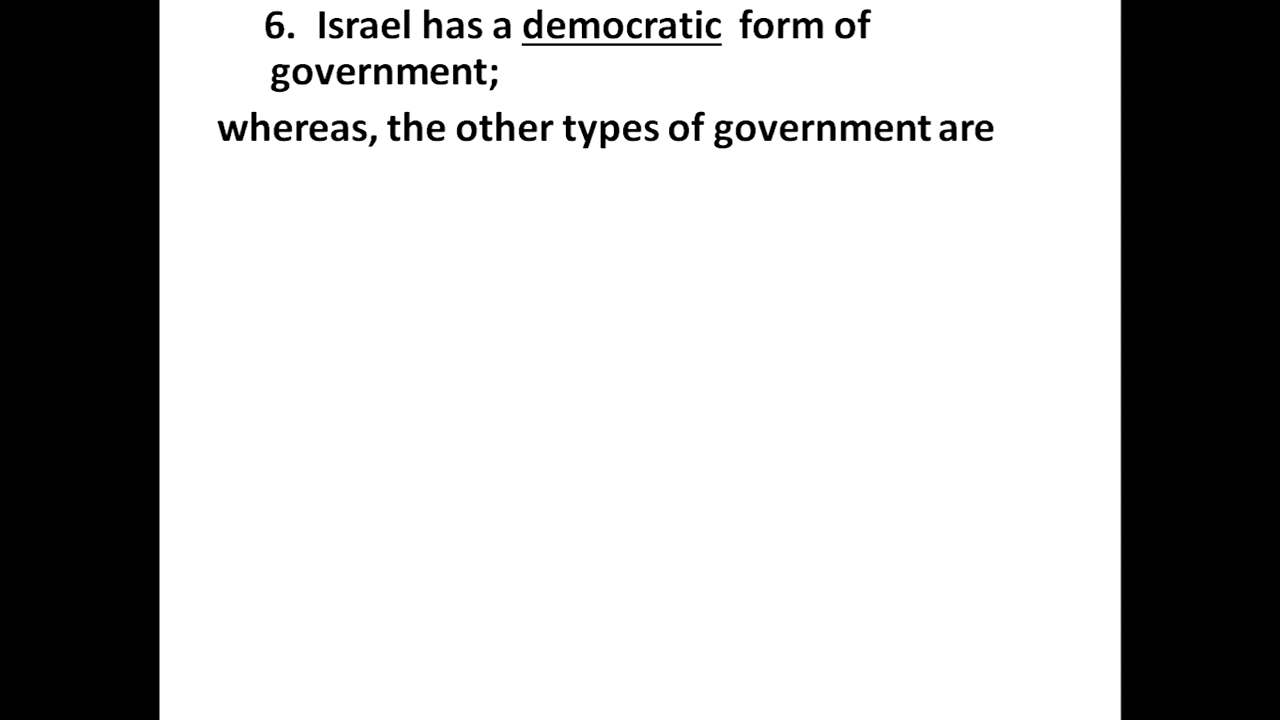 6. Israel has a democratic form of
government;
whereas, the other types of government are